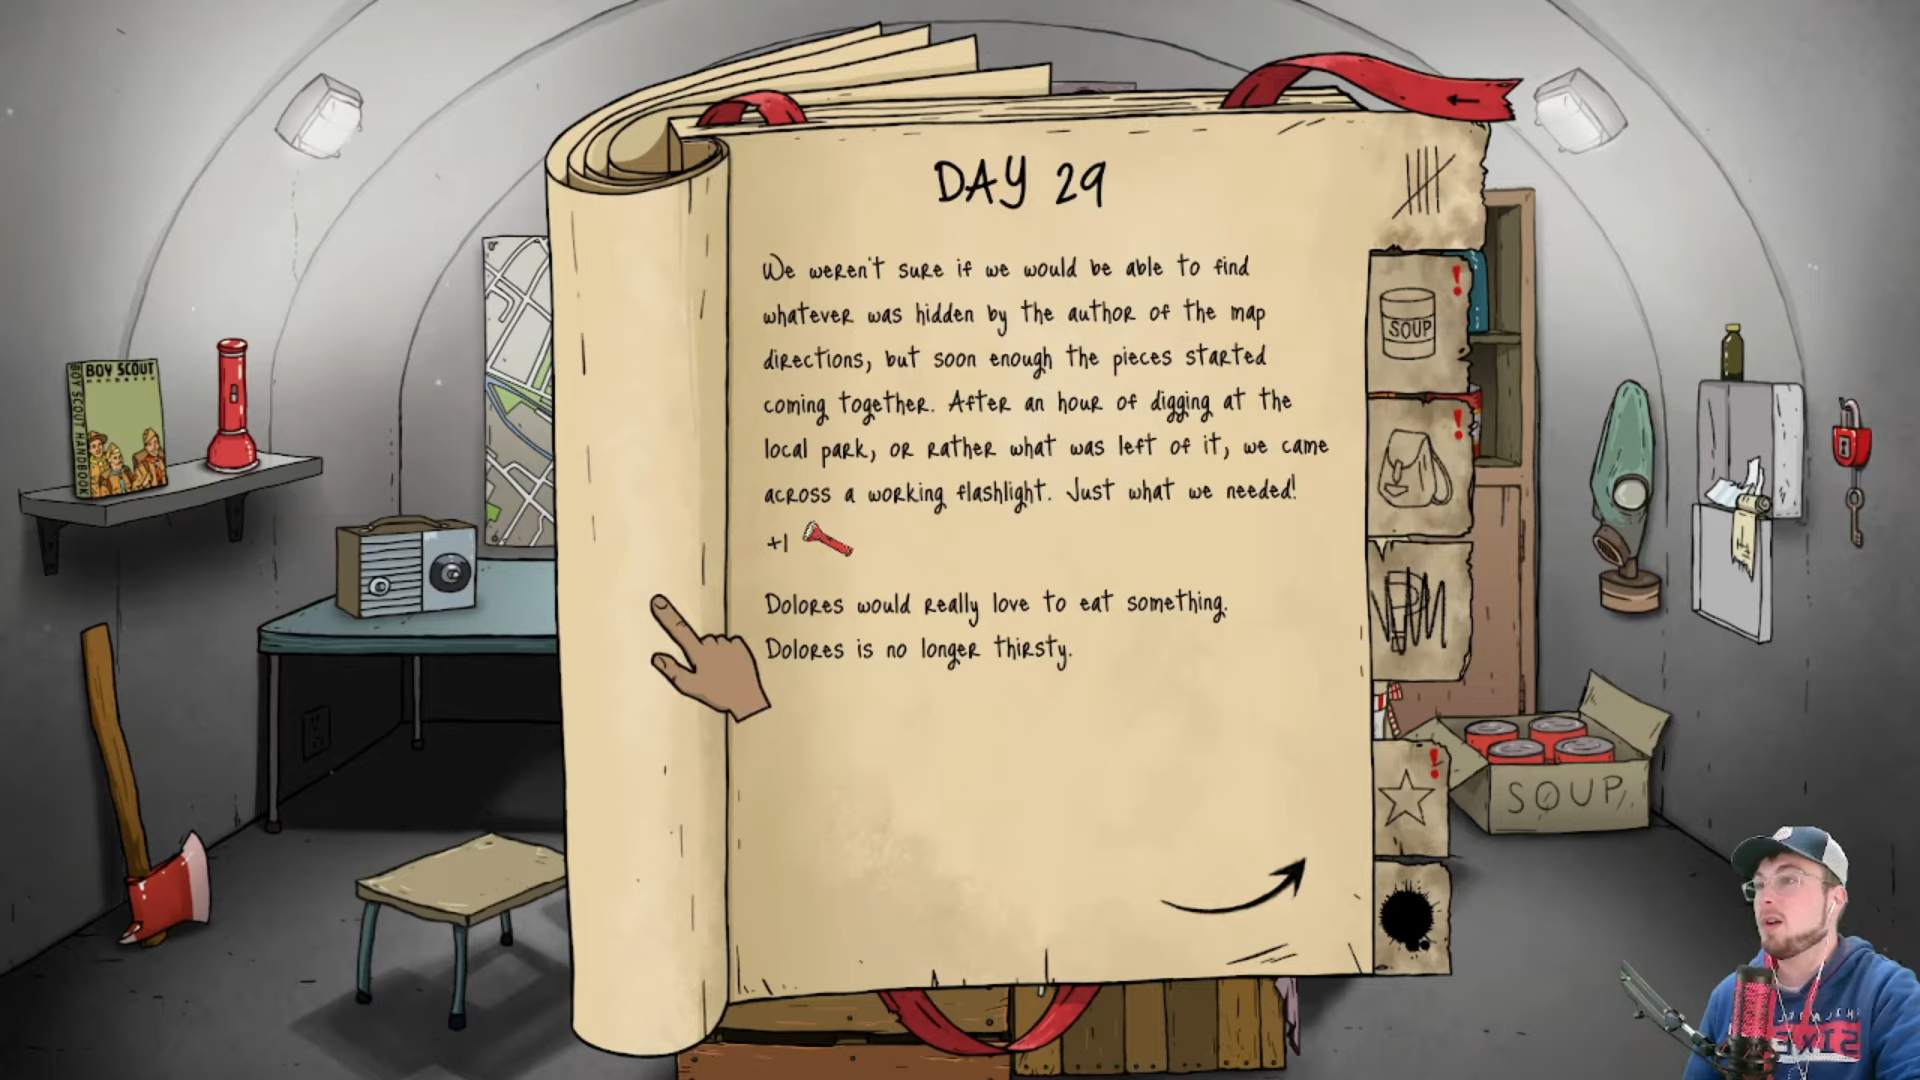 DAY 29
We weren't sure if we would be able to find
whatever was hidden by the author of the map
directions, but soon enough the pieces started
coming together. After an hour of digging at the
local park, or rather what was left of it, we came
across a working flashlight. Just what we needed!
+1
Dolores would really love to eat something.
Dolores is no longer thirsty.
BOY SCOUT
BOY SCOUT HANDBOOK
SOUP
!
!
!
SOUP